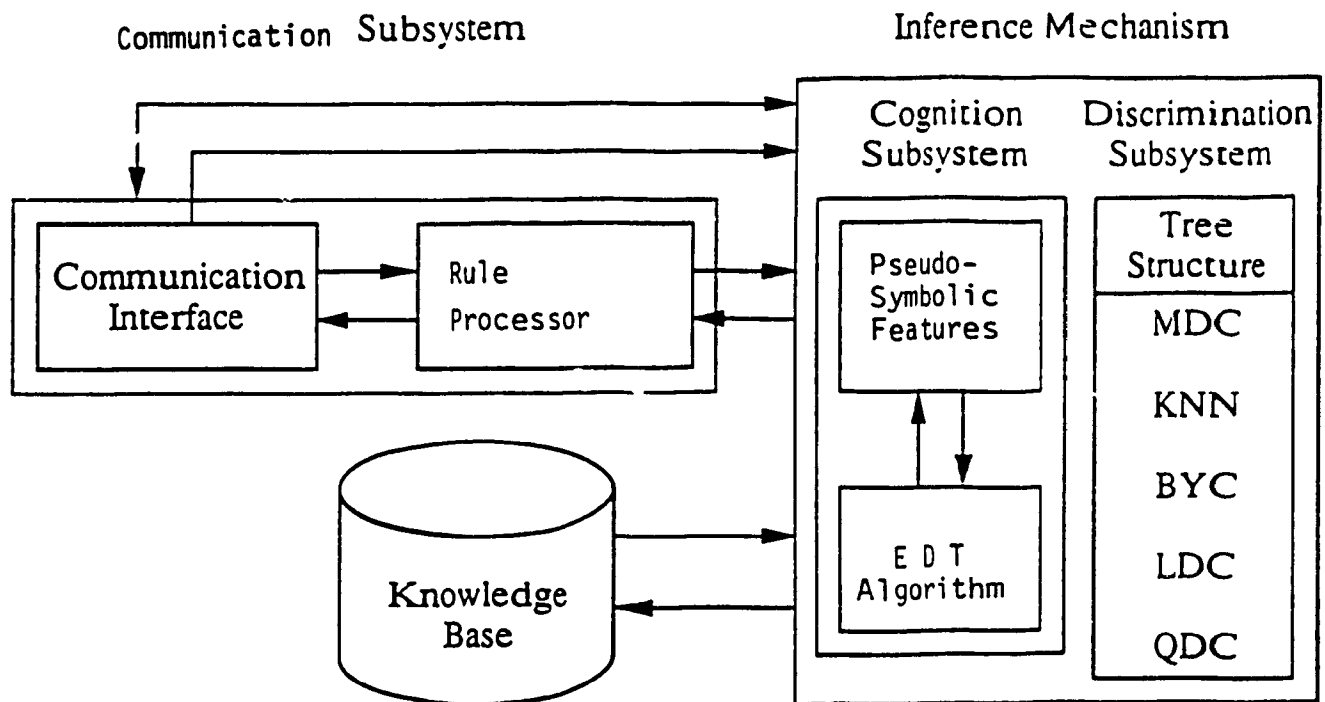 Communication Subsystem
Inference Mechanism
Cognition
Subsystem
Discrimination
Subsystem
Communication
Interface
Rule
Processor
Pseudo-
Symbolic
Features
E D T
Algorithm
Tree
Structure
MDC
KNN
BYC
LDC
QDC
Knowledge
Base